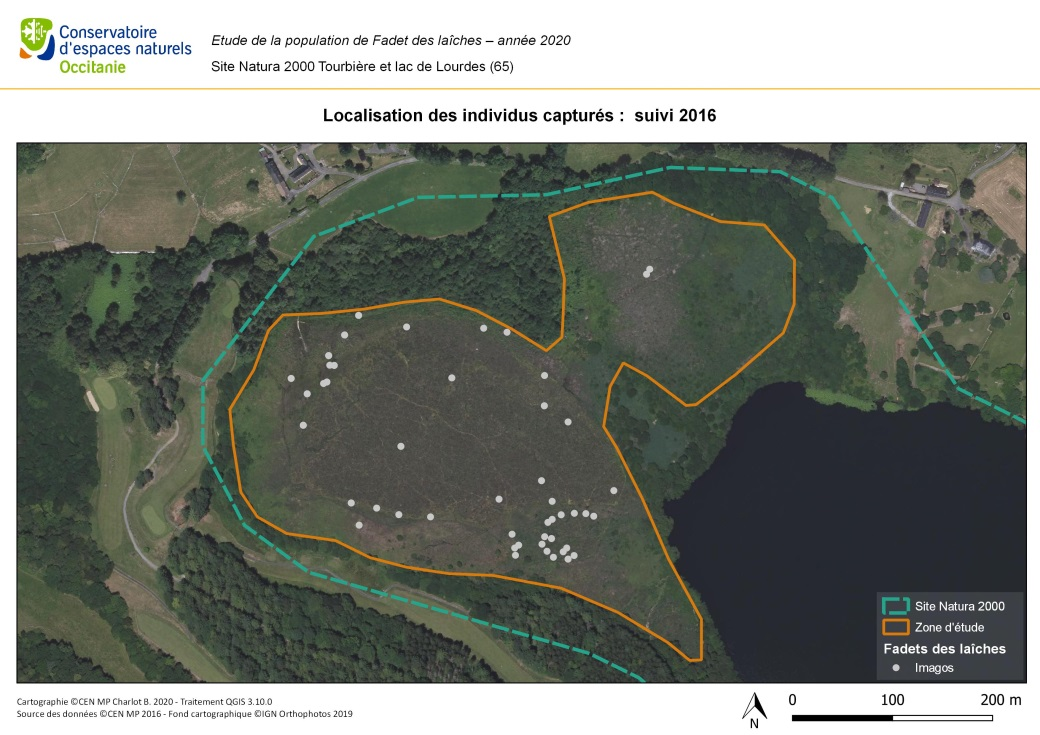 Conservatoire
d'espaces naturels
Occitanie
Etude de la population de Fadet des laîches – année 2020
Site Natura 2000 Tourbière et lac de Lourdes (65)
Localisation des individus capturés : suivi 2016
Site Natura 2000
Zone d'étude
Fadets des laîches
Imagos
Cartographie ©CEN MP Charlot B. 2020 - Traitement QGIS 3.10.0
Source des données ©CEN MP 2016 - Fond cartographique ©IGN Orthophotos 2019
N
0 100 200 m